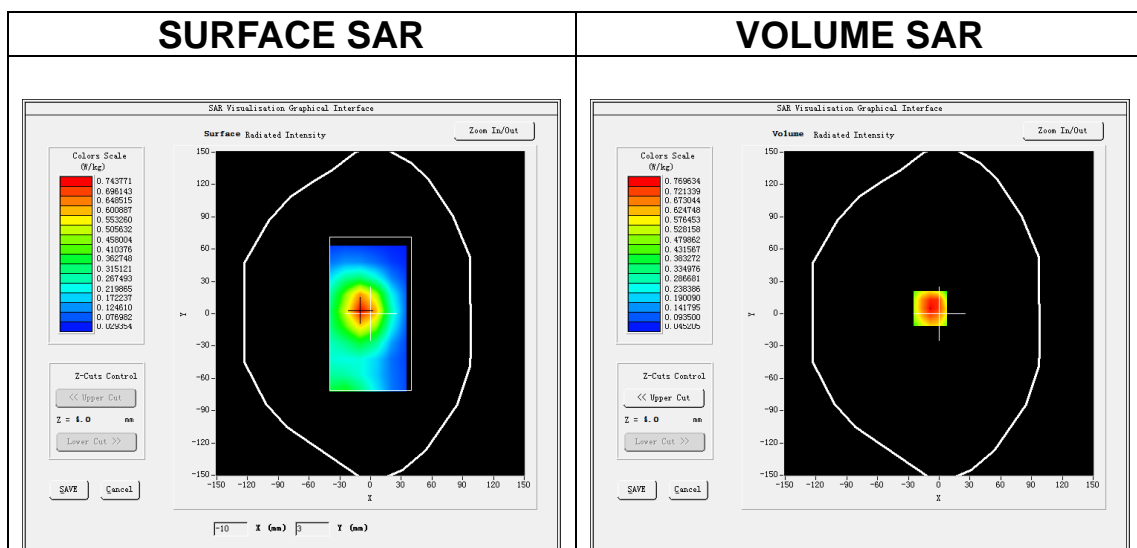 SURFACE SAR
VOLUME SAR
SAR Visualisation Graphical Interface
Surface Radiated Intensity
Zoom In/Out
Colors Scale
(W/kg)
0.743771
0.696143
0.648515
0.600887
0.553260
0.505632
0.458004
0.410376
0.362748
0.315121
0.267493
0.219865
0.172237
0.124610
0.076982
0.029354
150
120
90
60
30
0
-30
-60
-90
-120
-150
Y
-150 -120 -90 -60 -30 0 30 60 90 120 150
X
Z-Cuts Control
<< Upper Cut
Z = 4.0 mm
Lower Cut >>
SAVE Cancel
-10 X (mm) 3 Y (mm)
SAR Visualisation Graphical Interface
Volume Radiated Intensity
Zoom In/Out
Colors Scale
(W/kg)
0.769634
0.721339
0.673044
0.624748
0.576453
0.528158
0.479862
0.431567
0.383272
0.334976
0.286681
0.238386
0.190090
0.141795
0.093500
0.045205
150
120
90
60
30
0
-30
-60
-90
-120
-150
Y
-150 -120 -90 -60 -30 0 30 60 90 120 150
X
Z-Cuts Control
<< Upper Cut
Z = 4.0 mm
Lower Cut >>
SAVE Cancel